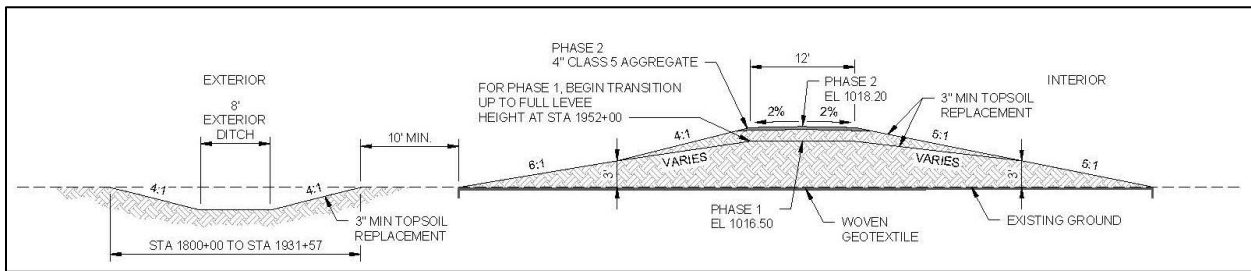 EXTERIOR
8'
EXTERIOR
DITCH
10' MIN.
4:1
4:1
3" MIN TOPSOIL
REPLACEMENT
STA 1800+00 TO STA 1931+57
PHASE 2
4" CLASS 5 AGGREGATE
FOR PHASE 1, BEGIN TRANSITION
UP TO FULL LEVEE
HEIGHT AT STA 1952+00
12'
PHASE 2
EL 1018.20
2%
2%
INTERIOR
3" MIN TOPSOIL
REPLACEMENT
6:1
4:1
VARIES
3'
5:1
VARIES
3'
5:1
PHASE 1
EL 1016.50
WOVEN
GEOTEXTILE
EXISTING GROUND